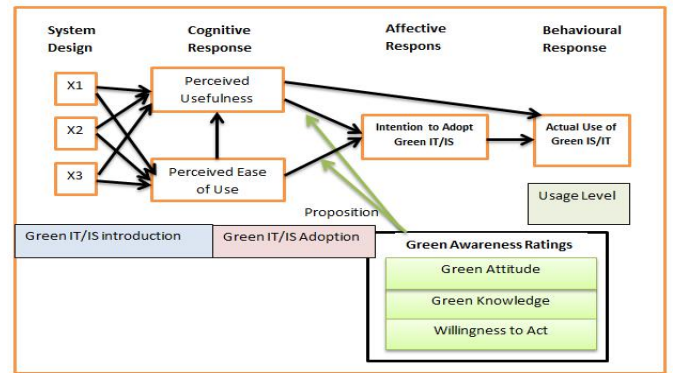 System
Design
Cognitive
Response
Affective
Respons
Behavioural
Response
X1
X2
X3
Perceived
Usefulness
Perceived Ease
of Use
Intention to Adopt
Green IT/IS
Actual Use of
Green IS/IT
Usage Level
Proposition
Green IT/IS introduction
Green IT/IS Adoption
Green Awareness Ratings
Green Attitude
Green Knowledge
Willingness to Act